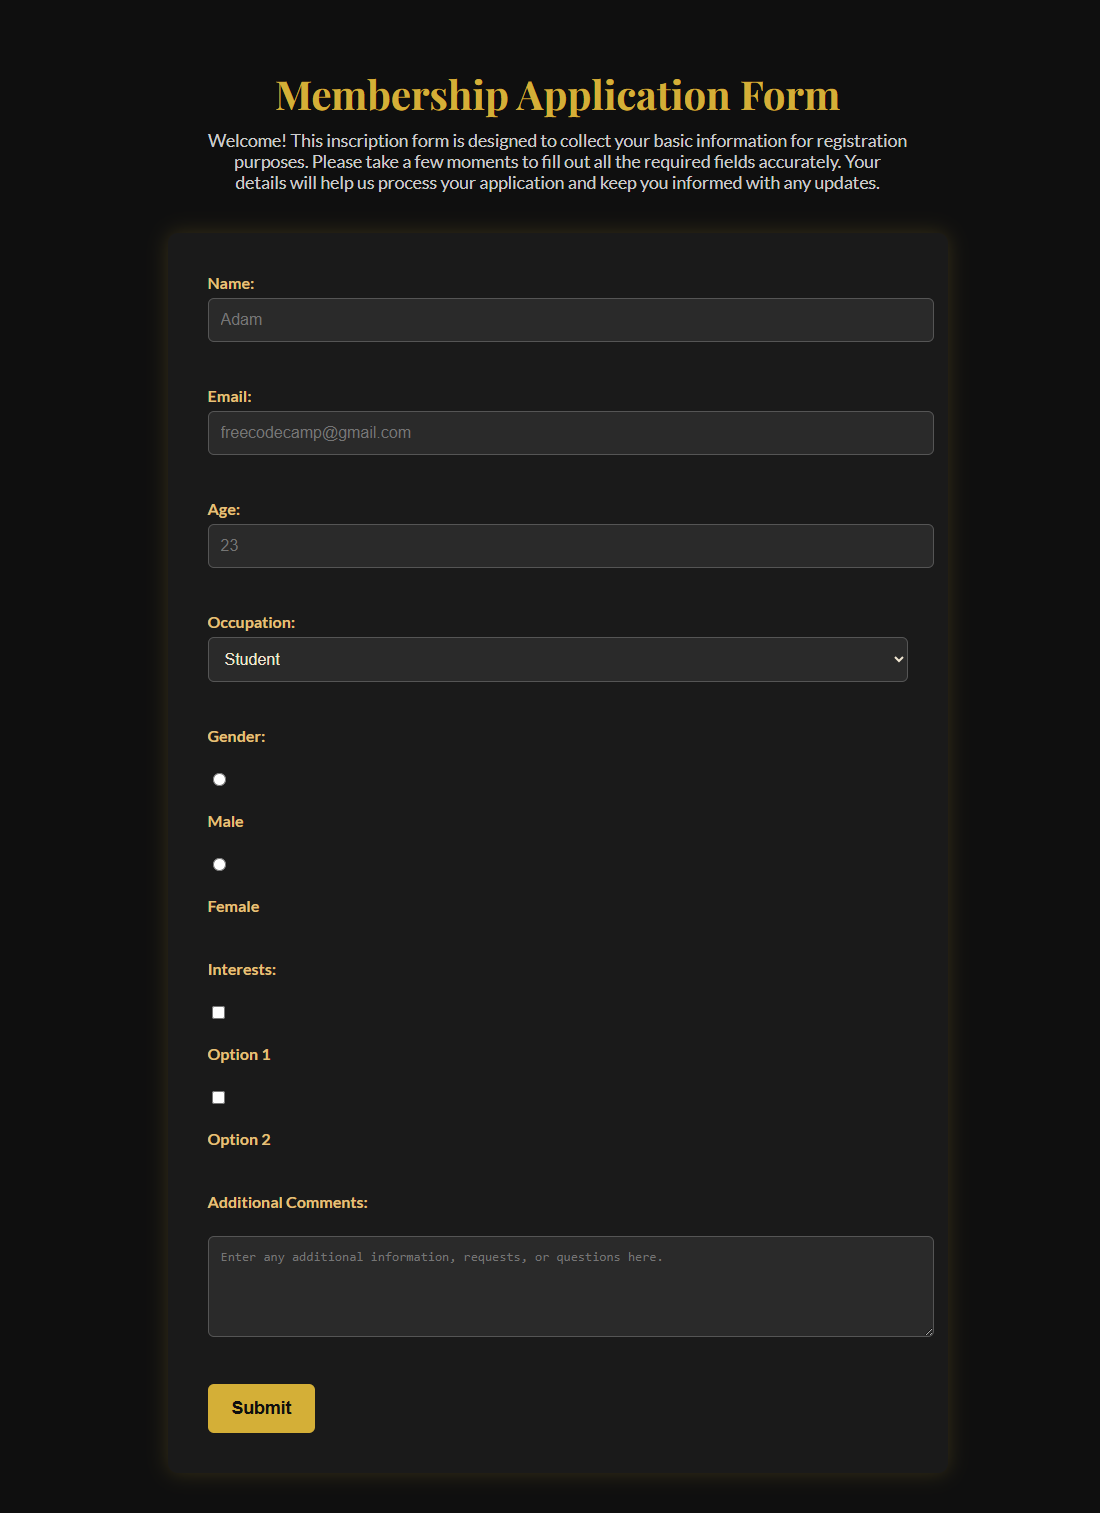 Membership Application Form
Welcome! This inscription form is designed to collect your basic information for registration
purposes. Please take a few moments to fill out all the required fields accurately. Your
details will help us process your application and keep you informed with any updates.
Name:
Adam
Email:
freecodecamp@gmail.com
Age:
23
Occupation:
Student
Gender:
Male
Female
Interests:
Option 1
Option 2
Additional Comments:
Enter any additional information, requests, or questions here.
Submit